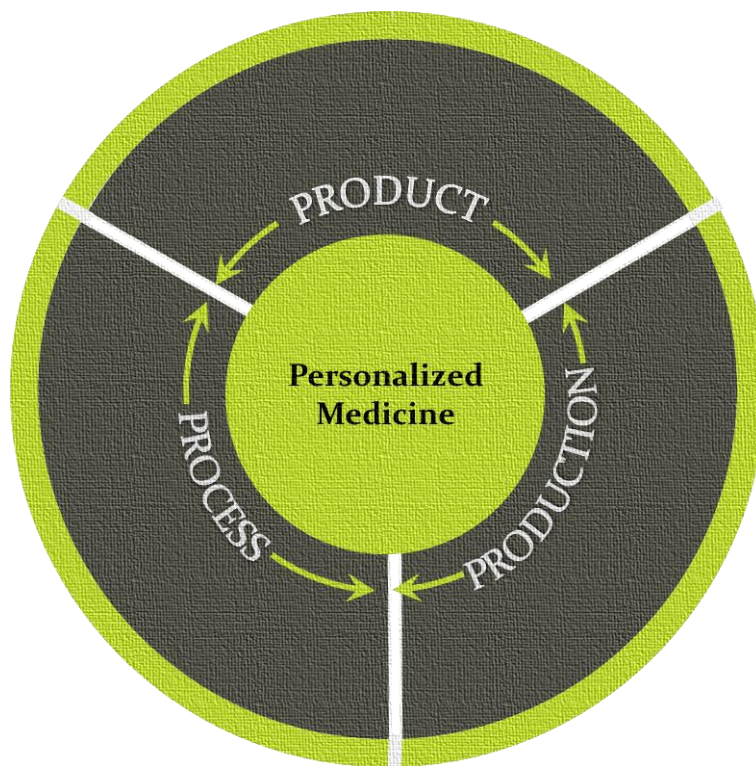 PRODUCT
Personalized
Medicine
PROCESS
PRODUCTION